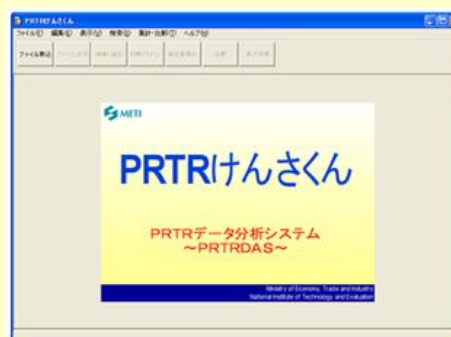 PRTRけんさくん
ファイル(F) 編集(E) 表示(V) 検索(S) 集計・比較(T) ヘルプ(H)
ファイル取込
METI
PRTRけんさくん
PRTRデータ分析システム
～PRTRDAS～
Ministry of Economy, Trade and Industry
National Institute of Technology and Evaluation